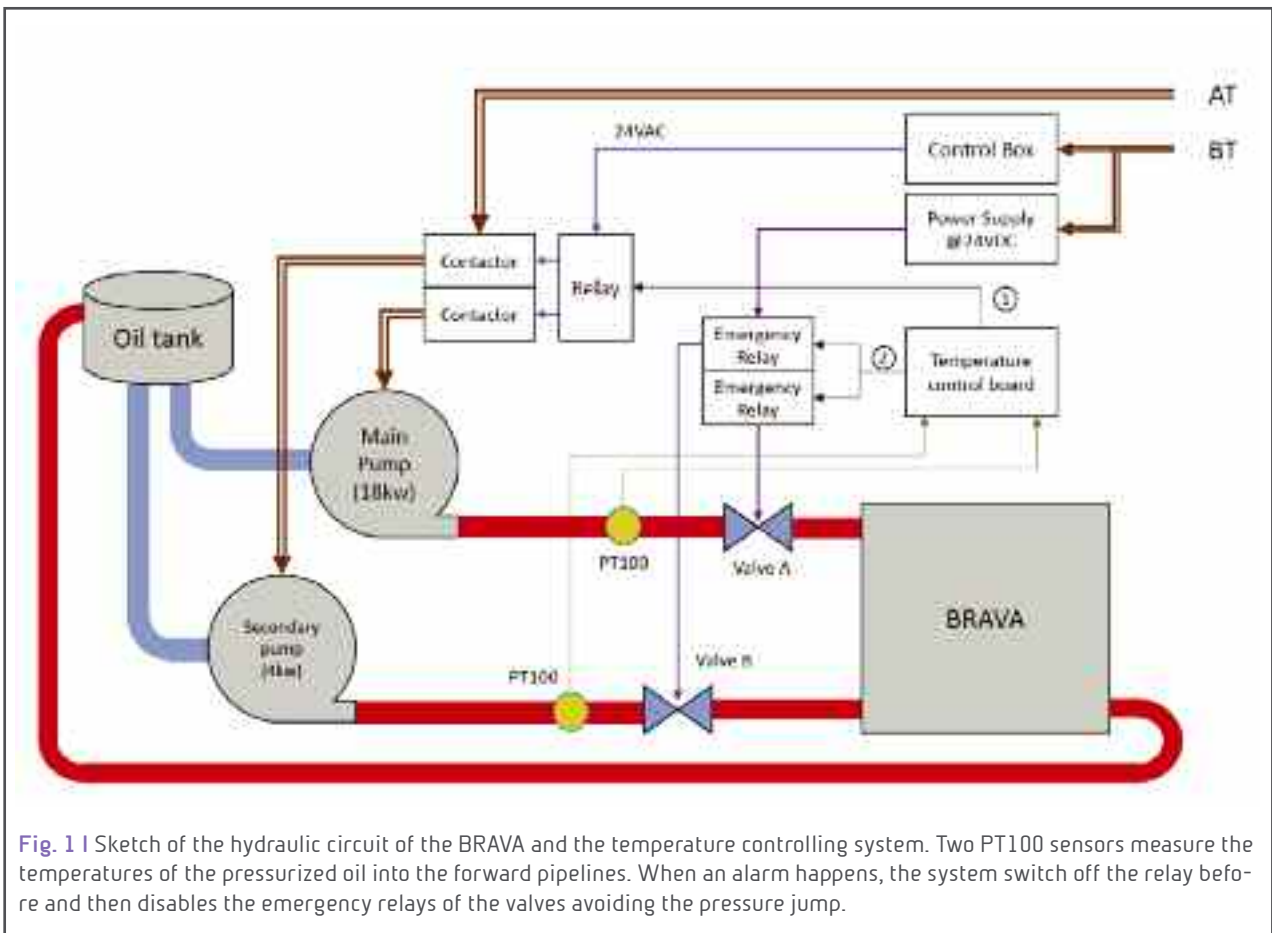 AT
24VAC
Control Box
BT
Power Supply
@24VDC
Contactor
Relay
Contactor
①
Oil tank
Emergency
Relay
②
Temperature
control board
Emergency
Relay
Main
Pump
(18kw)
PT100
Valve A
BRAVA
Secondary
pump
(4kw)
Valve B
PT100
Fig. 1 | Sketch of the hydraulic circuit of the BRAVA and the temperature controlling system. Two PT100 sensors measure the
temperatures of the pressurized oil into the forward pipelines. When an alarm happens, the system switch off the relay befo-
re and then disables the emergency relays of the valves avoiding the pressure jump.